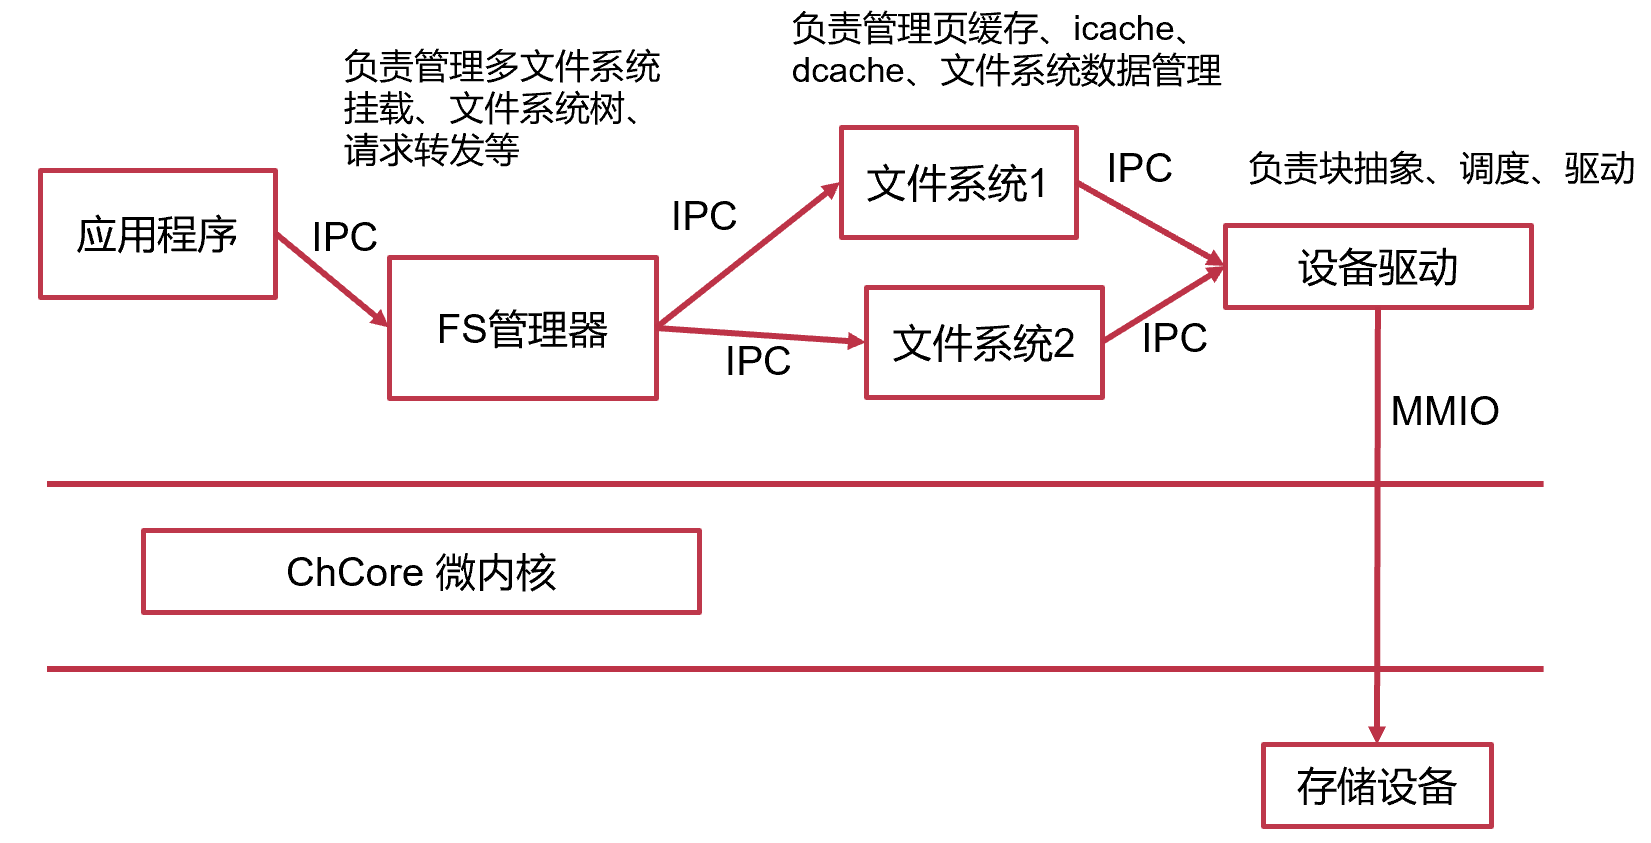 负责管理页缓存、icache、
dcache、文件系统数据管理
负责管理多文件系统
挂载、文件系统树、
请求转发等
应用程序
IPC
FS管理器
IPC
IPC
文件系统1
文件系统2
IPC
IPC
负责块抽象、调度、驱动
设备驱动
MMIO
ChCore 微内核
存储设备